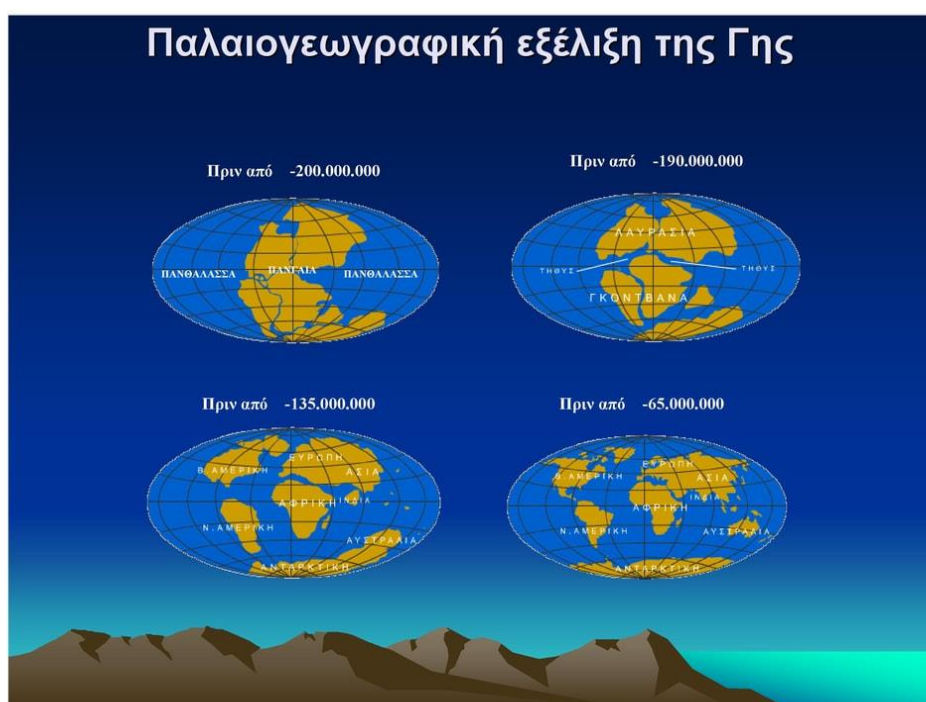 Παλαιογεωγραφική εξέλιξη της Γης
Πριν από -200.000.000
ΠΑΝΘΑΛΑΣΣΑ ΠΑΝΓΑΙΑ ΠΑΝΘΑΛΑΣΣΑ
Πριν από -190.000.000
ΛΑΥΡΑΣΙΑ
ΤΗΘΥΣ ΤΗΘΥΣ
ΓΚΟΝΤΒΑΝΑ
Πριν από -135.000.000
ΕΥΡΩΠΗ
Β.ΑΜΕΡΙΚΗ ΑΣΙΑ
ΑΦΡΙΚΗ ΙΝΔΙΑ
Ν.ΑΜΕΡΙΚΗ
ΑΥΣΤΡΑΛΙΑ
ΑΝΤΑΡΚΤΙΚΗ
Πριν από -65.000.000
ΕΥΡΩΠΗ
Β.ΑΜΕΡΙΚΗ ΑΣΙΑ
ΙΝΔΙΑ
ΑΦΡΙΚΗ
Ν.ΑΜΕΡΙΚΗ ΑΥΣΤΡΑΛΙΑ
ΑΝΤΑΡΚΤΙΚΗ